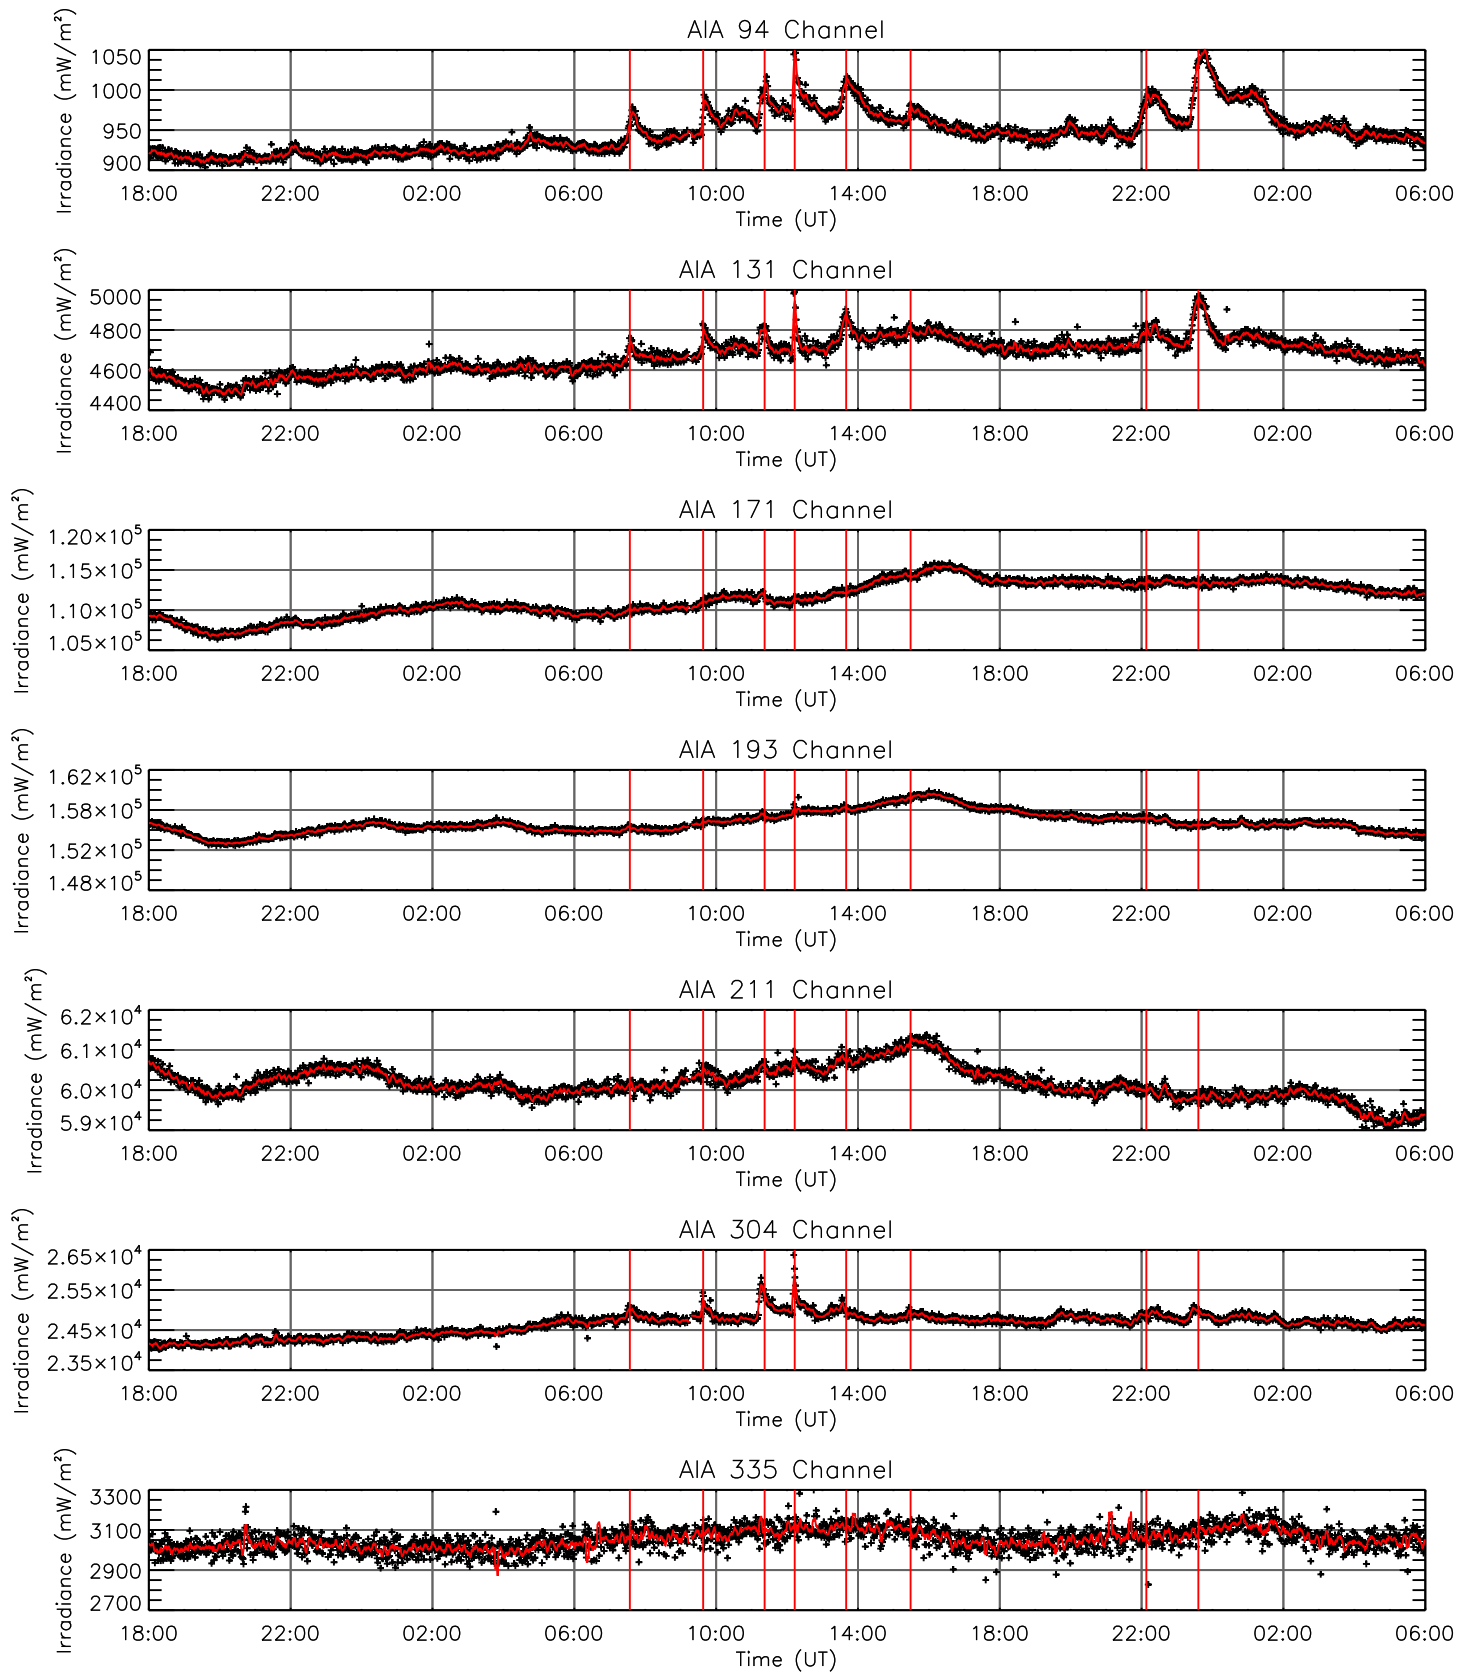 AIA 94 Channel
Irradiance (mW/m²)
1050
1000
950
900
18:00 22:00 02:00 06:00 10:00 14:00 18:00 22:00 02:00 06:00
Time (UT)
AIA 131 Channel
Irradiance (mW/m²)
5000
4800
4600
4400
18:00 22:00 02:00 06:00 10:00 14:00 18:00 22:00 02:00 06:00
Time (UT)
AIA 171 Channel
Irradiance (mW/m²)
1.20×10⁵
1.15×10⁵
1.10×10⁵
1.05×10⁵
18:00 22:00 02:00 06:00 10:00 14:00 18:00 22:00 02:00 06:00
Time (UT)
AIA 193 Channel
Irradiance (mW/m²)
1.62×10⁵
1.58×10⁵
1.52×10⁵
1.48×10⁵
18:00 22:00 02:00 06:00 10:00 14:00 18:00 22:00 02:00 06:00
Time (UT)
AIA 211 Channel
Irradiance (mW/m²)
6.2×10⁴
6.1×10⁴
6.0×10⁴
5.9×10⁴
18:00 22:00 02:00 06:00 10:00 14:00 18:00 22:00 02:00 06:00
Time (UT)
AIA 304 Channel
Irradiance (mW/m²)
2.65×10⁴
2.55×10⁴
2.45×10⁴
2.35×10⁴
18:00 22:00 02:00 06:00 10:00 14:00 18:00 22:00 02:00 06:00
Time (UT)
AIA 335 Channel
Irradiance (mW/m²)
3300
3100
2900
2700
18:00 22:00 02:00 06:00 10:00 14:00 18:00 22:00 02:00 06:00
Time (UT)